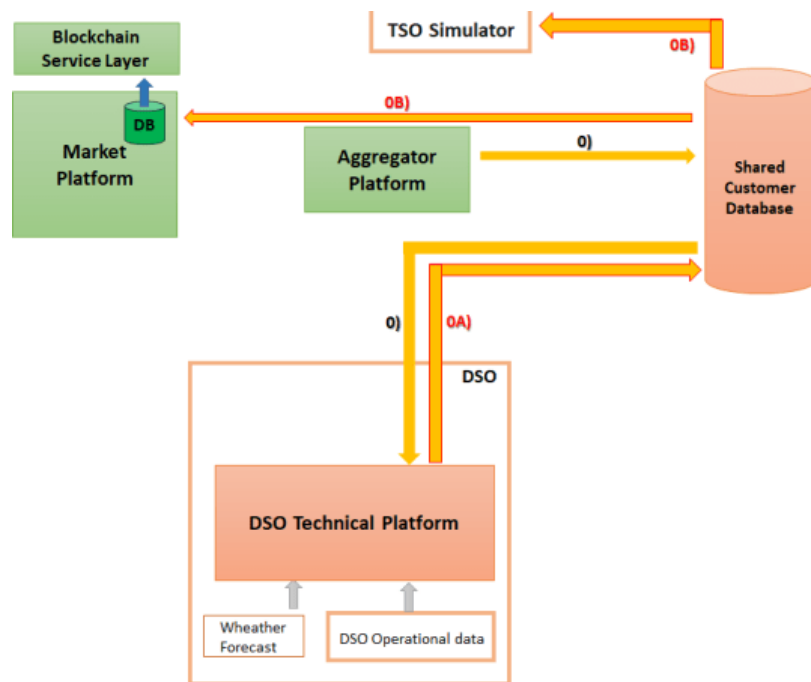 TSO Simulator
Blockchain
Service Layer
0B)
0B)
DB
Market
Platform
Aggregator
Platform
0)
Shared
Customer
Database
0)
0A)
DSO
DSO Technical Platform
Wheather
Forecast
DSO Operational data